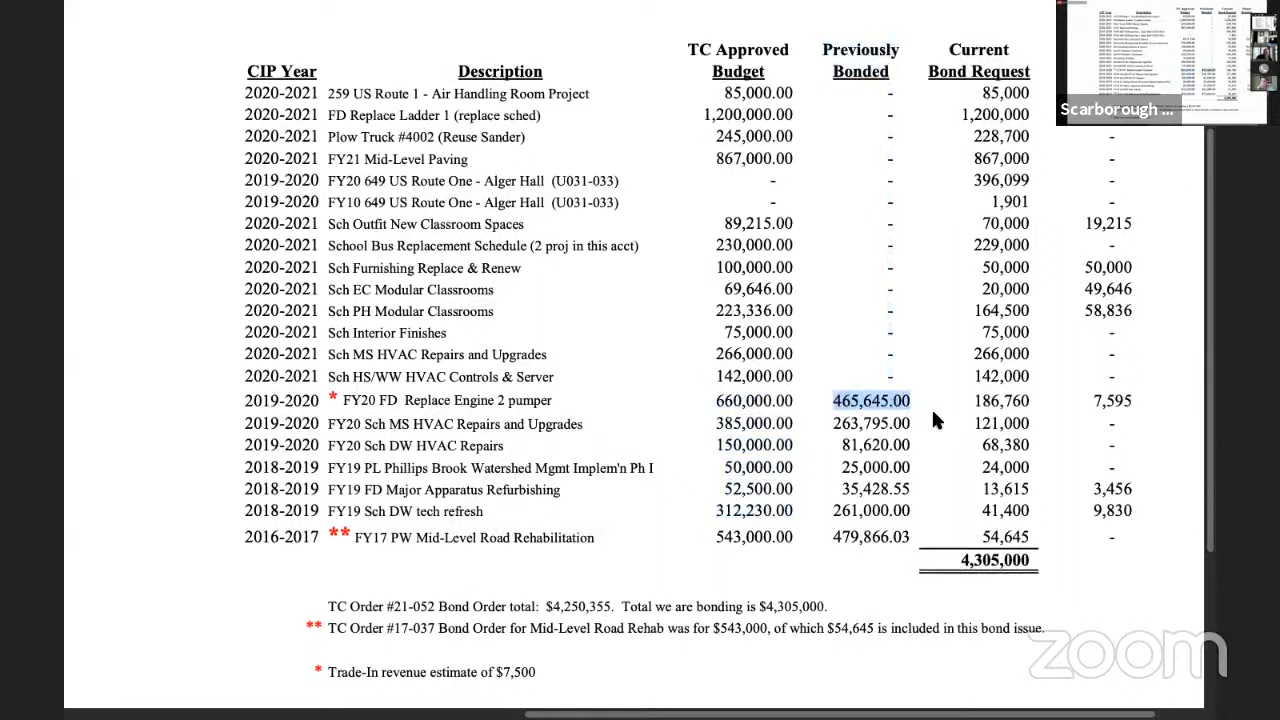 TC Approved Previously Current
CIP Year Description Budget Bonded Bond Request
2020-2021 259 US Route 1 - Town Hall Custodial Room Project 85,000.00 - 85,000 -
2020-2021 FD Replace Ladder 1 (replace sched) 1,200,000.00 - 1,200,000
Scarborough ...
2020-2021 Plow Truck #4002 (Reuse Sander) 245,000.00 - 228,700 -
2020-2021 FY21 Mid-Level Paving 867,000.00 - 867,000 -
2019-2020 FY20 649 US Route One - Alger Hall (U031-033) - - 396,099 -
2019-2020 FY10 649 US Route One - Alger Hall (U031-033) - - 1,901 -
2020-2021 Sch Outfit New Classroom Spaces 89,215.00 - 70,000 19,215
2020-2021 School Bus Replacement Schedule (2 proj in this acct) 230,000.00 - 229,000 -
2020-2021 Sch Furnishing Replace & Renew 100,000.00 - 50,000 50,000
2020-2021 Sch EC Modular Classrooms 69,646.00 - 20,000 49,646
2020-2021 Sch PH Modular Classrooms 223,336.00 - 164,500 58,836
2020-2021 Sch Interior Finishes 75,000.00 - 75,000 -
2020-2021 Sch MS HVAC Repairs and Upgrades 266,000.00 - 266,000 -
2020-2021 Sch HS/WW HVAC Controls & Server 142,000.00 - 142,000 -
2019-2020 * FY20 FD Replace Engine 2 pumper 660,000.00 465,645.00 186,760 7,595
2019-2020 FY20 Sch MS HVAC Repairs and Upgrades 385,000.00 263,795.00 121,000 -
2019-2020 FY20 Sch DW HVAC Repairs 150,000.00 81,620.00 68,380 -
2018-2019 FY19 PL Phillips Brook Watershed Mgmt Implem'n Ph I 50,000.00 25,000.00 24,000 -
2018-2019 FY19 FD Major Apparatus Refurbishing 52,500.00 35,428.55 13,615 3,456
2018-2019 FY19 Sch DW tech refresh 312,230.00 261,000.00 41,400 9,830
2016-2017 ** FY17 PW Mid-Level Road Rehabilitation 543,000.00 479,866.03 54,645 -
4,305,000
TC Order #21-052 Bond Order total: $4,250,355. Total we are bonding is $4,305,000.
** TC Order #17-037 Bond Order for Mid-Level Road Rehab was for $543,000, of which $54,645 is included in this bond issue.
* Trade-In revenue estimate of $7,500
zoom